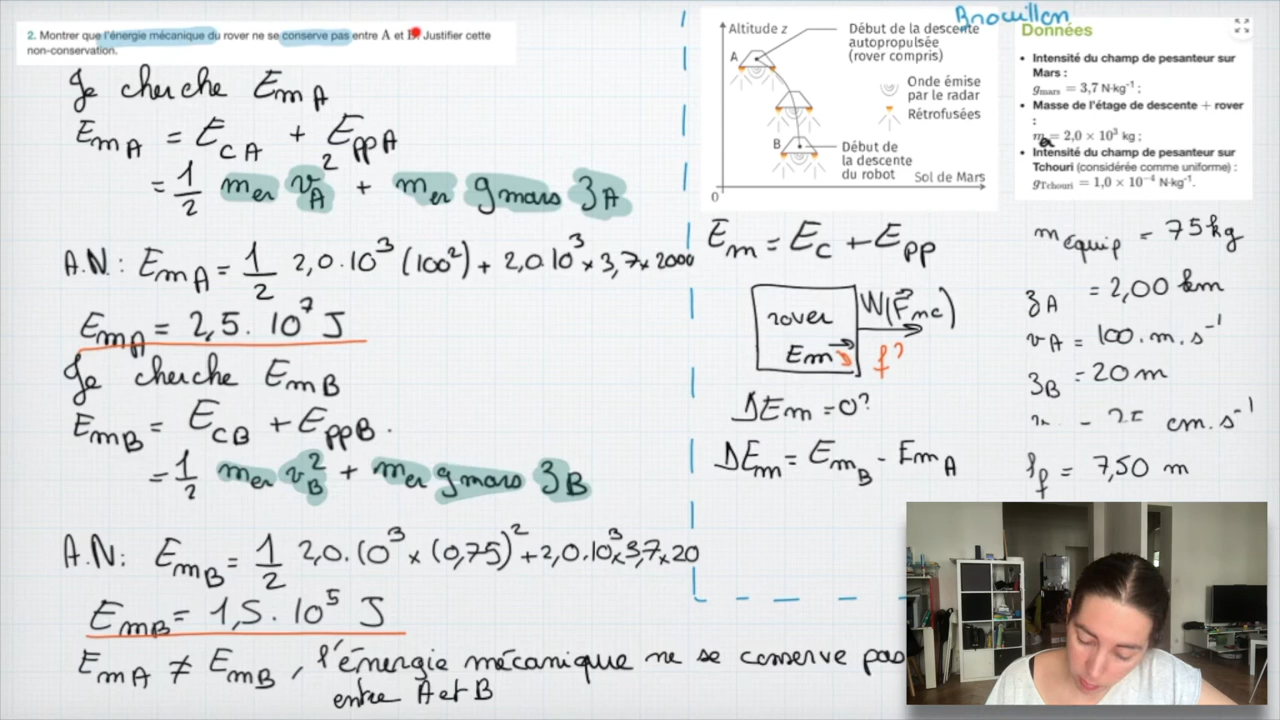 2. Montrer que l'énergie mécanique du rover ne se conserve pas entre A et B. Justifier cette
non-conservation.
Je cherche EmA
EmA = EcA + EppA
= 1/2 mer vA² + mer gmars zA
A.N : EmA = 1/2 2,0.10³ (100²) + 2,0.10³ × 3,7 × 2000
EmA = 2,5.10⁷ J
Je cherche EmB
EmB = EcB + EppB.
= 1/2 mer vB² + mer gmars zB
A.N : EmB = 1/2 2,0.10³ × (0,75)² + 2,0.10³ × 3,7 × 20
EmB = 1,5.10⁵ J
EmA ≠ EmB, l'énergie mécanique ne se conserve pas
entre A et B
Brouillon
Altitude z
A
B
0
Début de la descente
autopropulsée
(rover compris)
Onde émise
par le radar
Rétrofusées
Début de
la descente
du robot
Sol de Mars
Données
• Intensité du champ de pesanteur sur
Mars :
gmars = 3,7 N·kg⁻¹ ;
• Masse de l'étage de descente + rover
:
mer = 2,0 × 10³ kg ;
• Intensité du champ de pesanteur sur
Tchouri (considérée comme uniforme) :
gTchouri = 1,0 × 10⁻⁴ N·kg⁻¹.
Em = Ec + Epp
rover
Em
W(F⃗mc)
f?
ΔEm = 0?
ΔEm = EmB - EmA
mequip = 75kg
zA = 2,00 km
vA = 100.m.s⁻¹
zB = 20 m
cm.s⁻¹
= 7,50 m